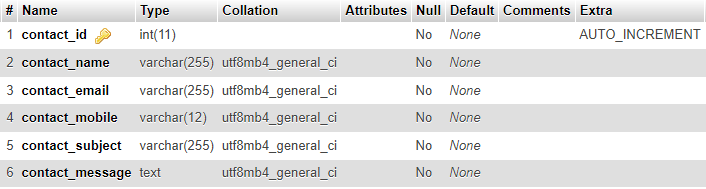 # Name Type Collation Attributes Null Default Comments Extra
1 contact_id int(11) No None AUTO_INCREMENT
2 contact_name varchar(255) utf8mb4_general_ci No None
3 contact_email varchar(255) utf8mb4_general_ci No None
4 contact_mobile varchar(12) utf8mb4_general_ci No None
5 contact_subject varchar(255) utf8mb4_general_ci No None
6 contact_message text utf8mb4_general_ci No None